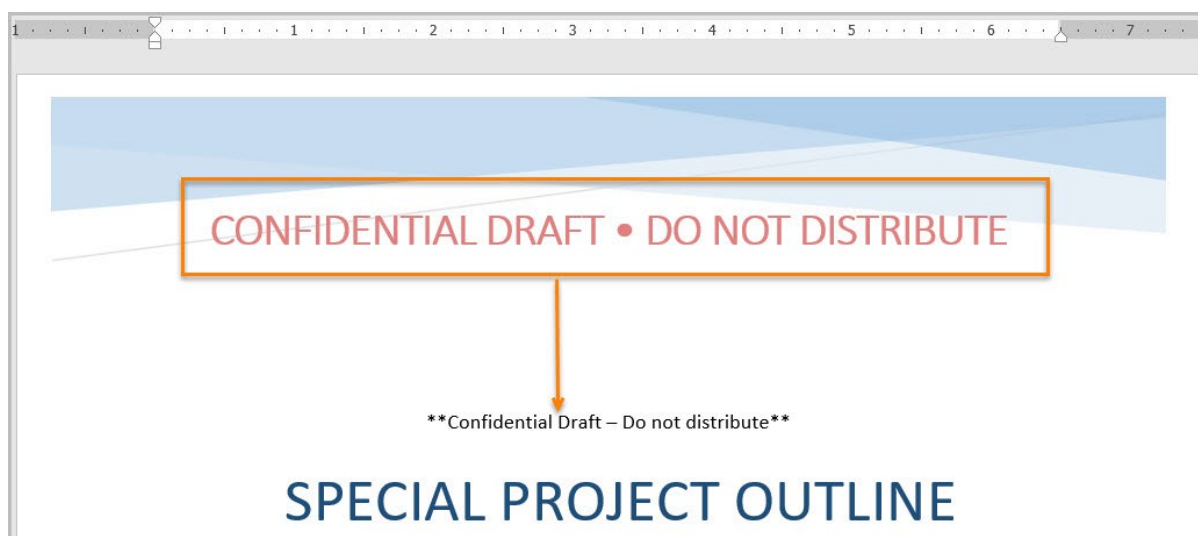 1 1 2 3 4 5 6 7
CONFIDENTIAL DRAFT • DO NOT DISTRIBUTE
**Confidential Draft – Do not distribute**
SPECIAL PROJECT OUTLINE